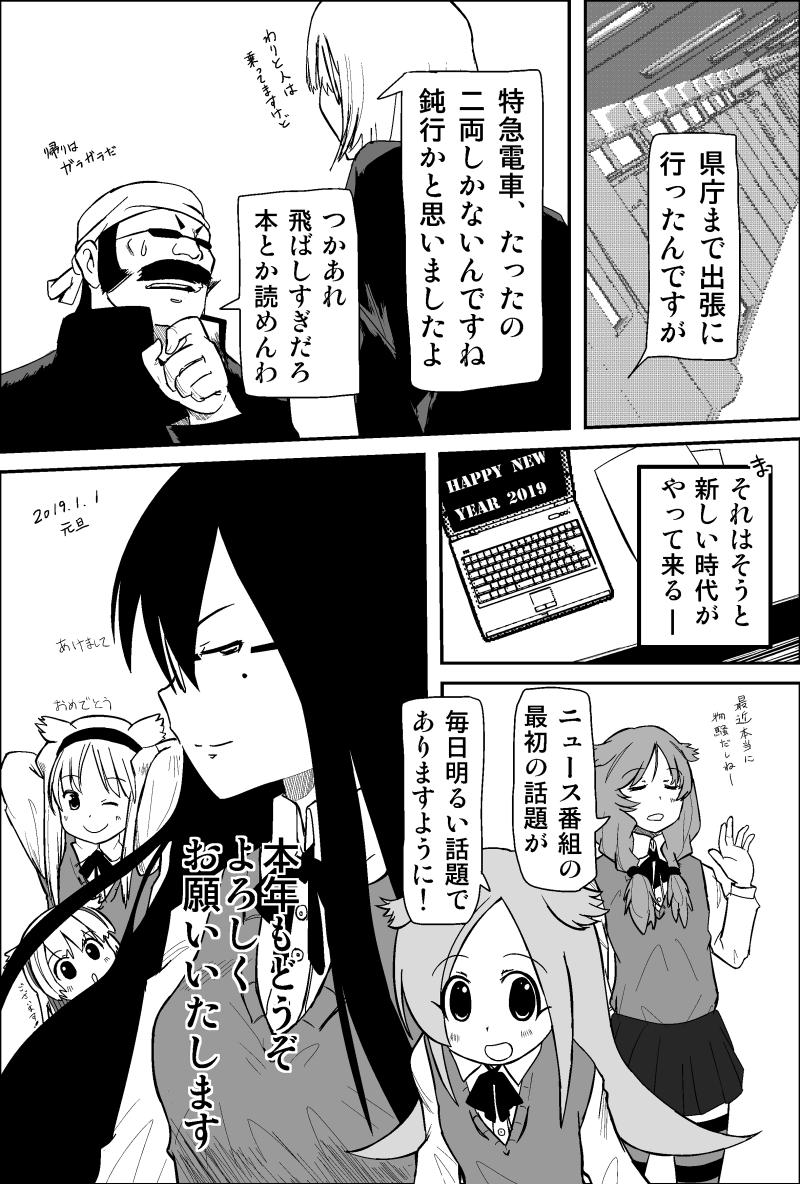 県庁まで出張に
行ったんですが
特急電車、たったの
二両しかないんですね
鈍行かと思いましたよ
わりと人は
乗ってますけど
つかあれ
飛ばしすぎだろ
本とか読めんわ
帰りは
ガラガラだ
ま
それはそうと
新しい時代が
やって来るー
HAPPY NEW
YEAR 2019
最近本当に
物騒だしねー
ニュース番組の
最初の話題が
毎日明るい話題で
ありますように!
2019.1.1
元旦
あけまして
おめでとう
ございます!
本年もどうぞ
よろしく
お願いいたします